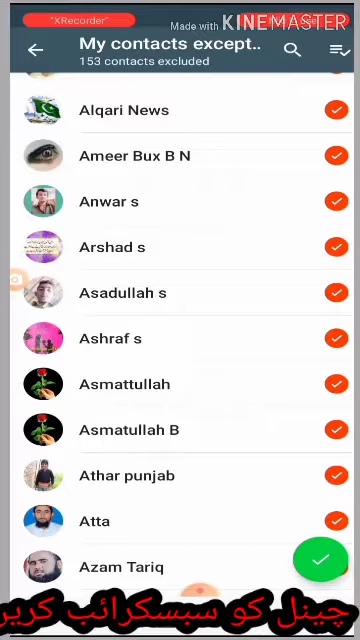 "XRecorder"
Made with KINEMASTER
My contacts except..
153 contacts excluded
Alqari News
Ameer Bux B N
Anwar s
Arshad s
Asadullah s
Ashraf s
Asmattullah
Asmatullah B
Athar punjab
Atta
Azam Tariq
چینل کو سبسکرائب کریں